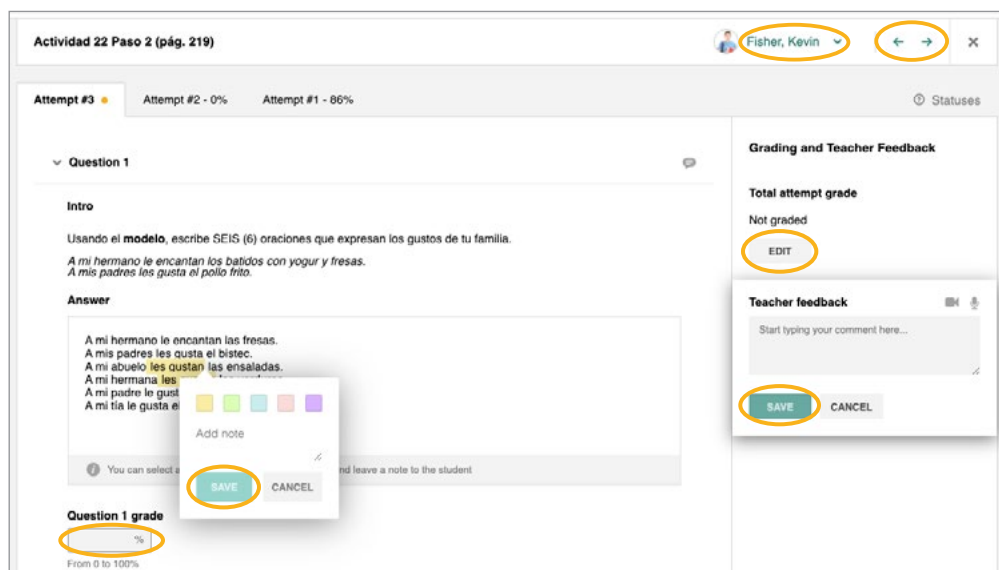 Actividad 22 Paso 2 (pág. 219)
Fisher, Kevin
Attempt #3
Attempt #2 - 0%
Attempt #1 - 86%
Statuses
Question 1
Intro
Usando el modelo, escribe SEIS (6) oraciones que expresan los gustos de tu familia.
A mi hermano le encantan los batidos con yogur y fresas.
A mis padres les gusta el pollo frito.
Answer
A mi hermano le encantan las fresas.
A mis padres les gusta el bistec.
A mi abuelo les gustan las ensaladas.
A mi hermana les
A mi padre le gust
A mi tía le gusta e
Add note
SAVE
CANCEL
You can select a
nd leave a note to the student
Question 1 grade
%
From 0 to 100%
Grading and Teacher Feedback
Total attempt grade
Not graded
EDIT
Teacher feedback
Start typing your comment here...
SAVE
CANCEL